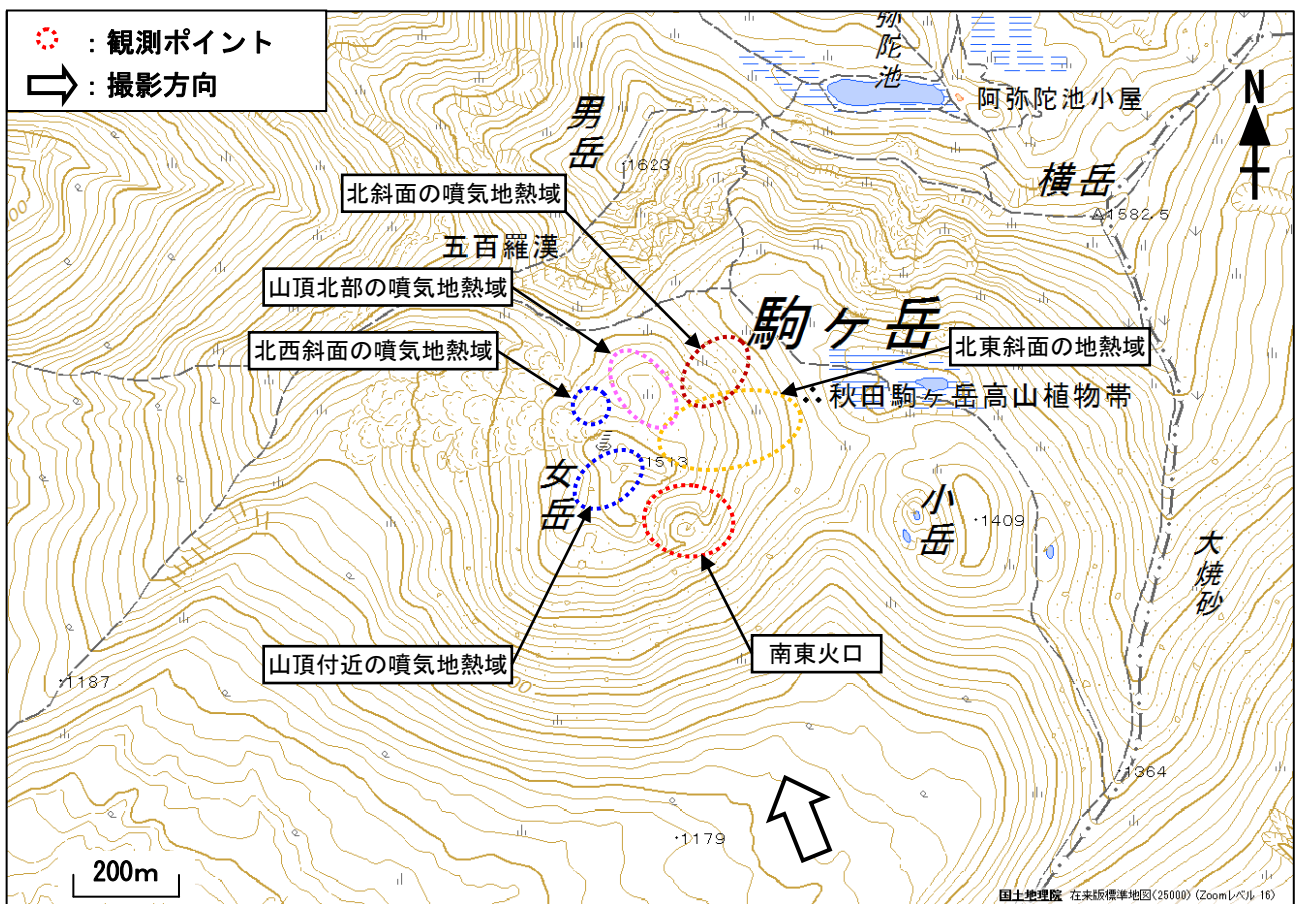 ：観測ポイント
：撮影方向
弥陀池
阿弥陀池小屋
N
男岳
1623
横岳
1582.5
北斜面の噴気地熱域
五百羅漢
山頂北部の噴気地熱域
駒ヶ岳
北西斜面の噴気地熱域
北東斜面の地熱域
秋田駒ヶ岳高山植物帯
1513
女岳
小岳
1409
大焼砂
山頂付近の噴気地熱域
南東火口
1187
1364
1179
200m
国土地理院 在来版標準地図(25000) (Zoomレベル 16)